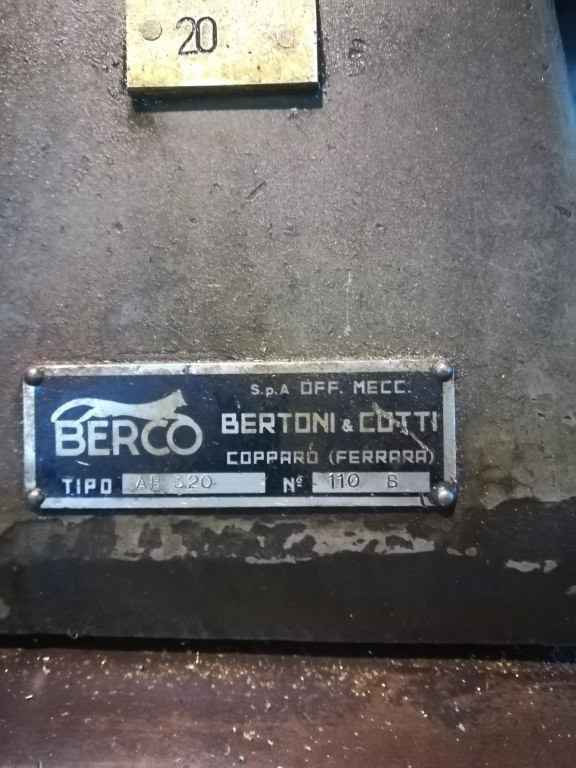 20
S.p.A OFF. MECC.
BERCO
BERTONI & COTTI
COPPARO (FERRARA)
TIPO AB 320 Nº 110 B